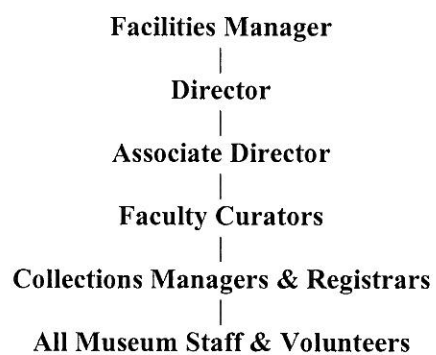 Facilities Manager
Director
Associate Director
Faculty Curators
Collections Managers & Registrars
All Museum Staff & Volunteers